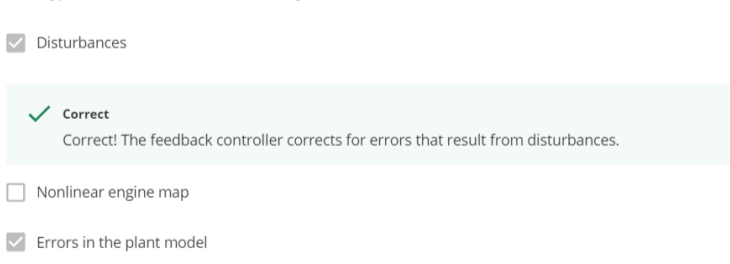 Disturbances
Correct
Correct! The feedback controller corrects for errors that result from disturbances.
Nonlinear engine map
Errors in the plant model